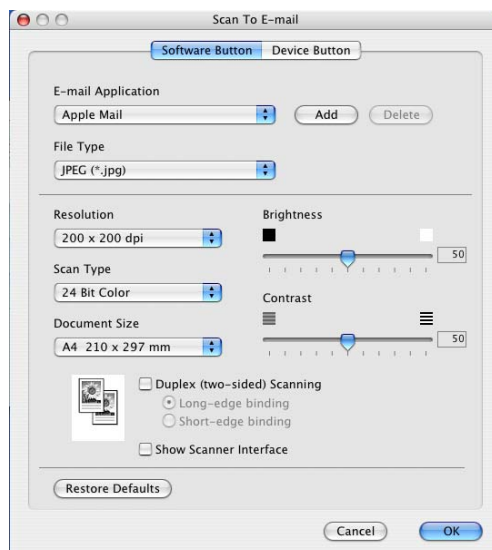 Scan To E-mail
Software Button Device Button
E-mail Application
Apple Mail Add Delete
File Type
JPEG (*.jpg)
Resolution Brightness
200 x 200 dpi
50
Scan Type
24 Bit Color
Contrast
Document Size
A4 210 x 297 mm 50
Duplex (two-sided) Scanning
Long-edge binding
Short-edge binding
Show Scanner Interface
Restore Defaults
Cancel OK